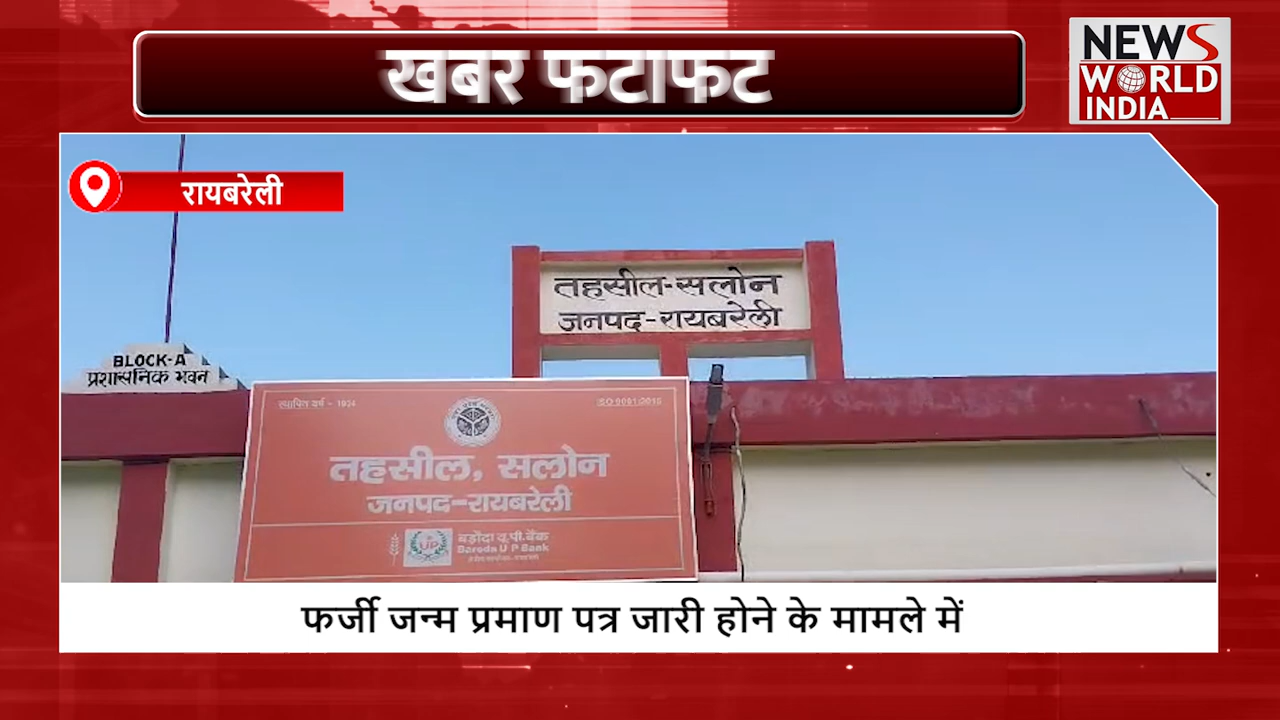 खबर फटाफट
NEWS
WORLD
INDIA
रायबरेली
तहसील-सलोन
जनपद-रायबरेली
BLOCK-A
प्रशासनिक भवन
स्थापित वर्ष - 1924
ISO 9001:2015
तहसील, सलोन
जनपद-रायबरेली
बड़ौदा यू.पी. बैंक
Baroda U P Bank
UP
फर्जी जन्म प्रमाण पत्र जारी होने के मामले में